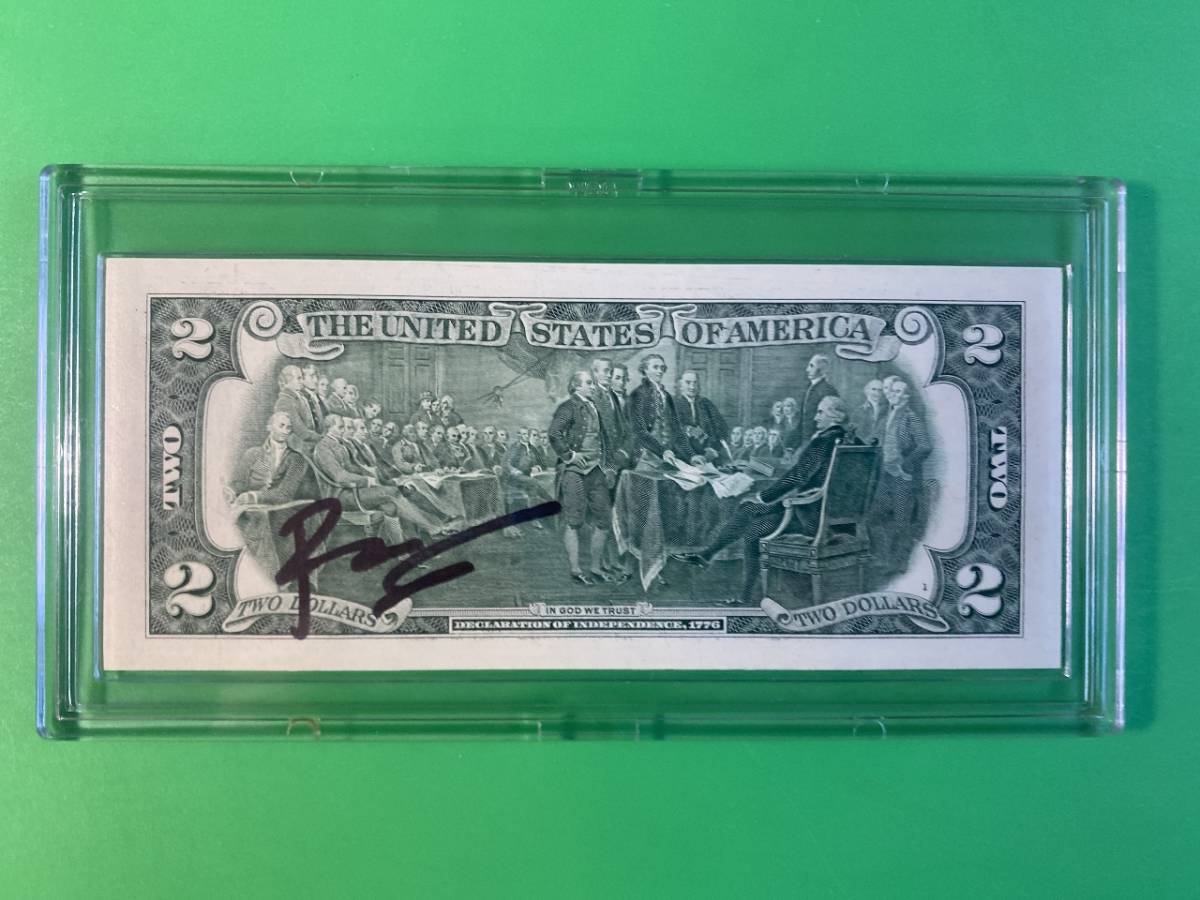 2 THE UNITED STATES OF AMERICA 2
TWO TWO
2 TWO DOLLARS IN GOD WE TRUST TWO DOLLARS 2
DECLARATION OF INDEPENDENCE, 1776
1